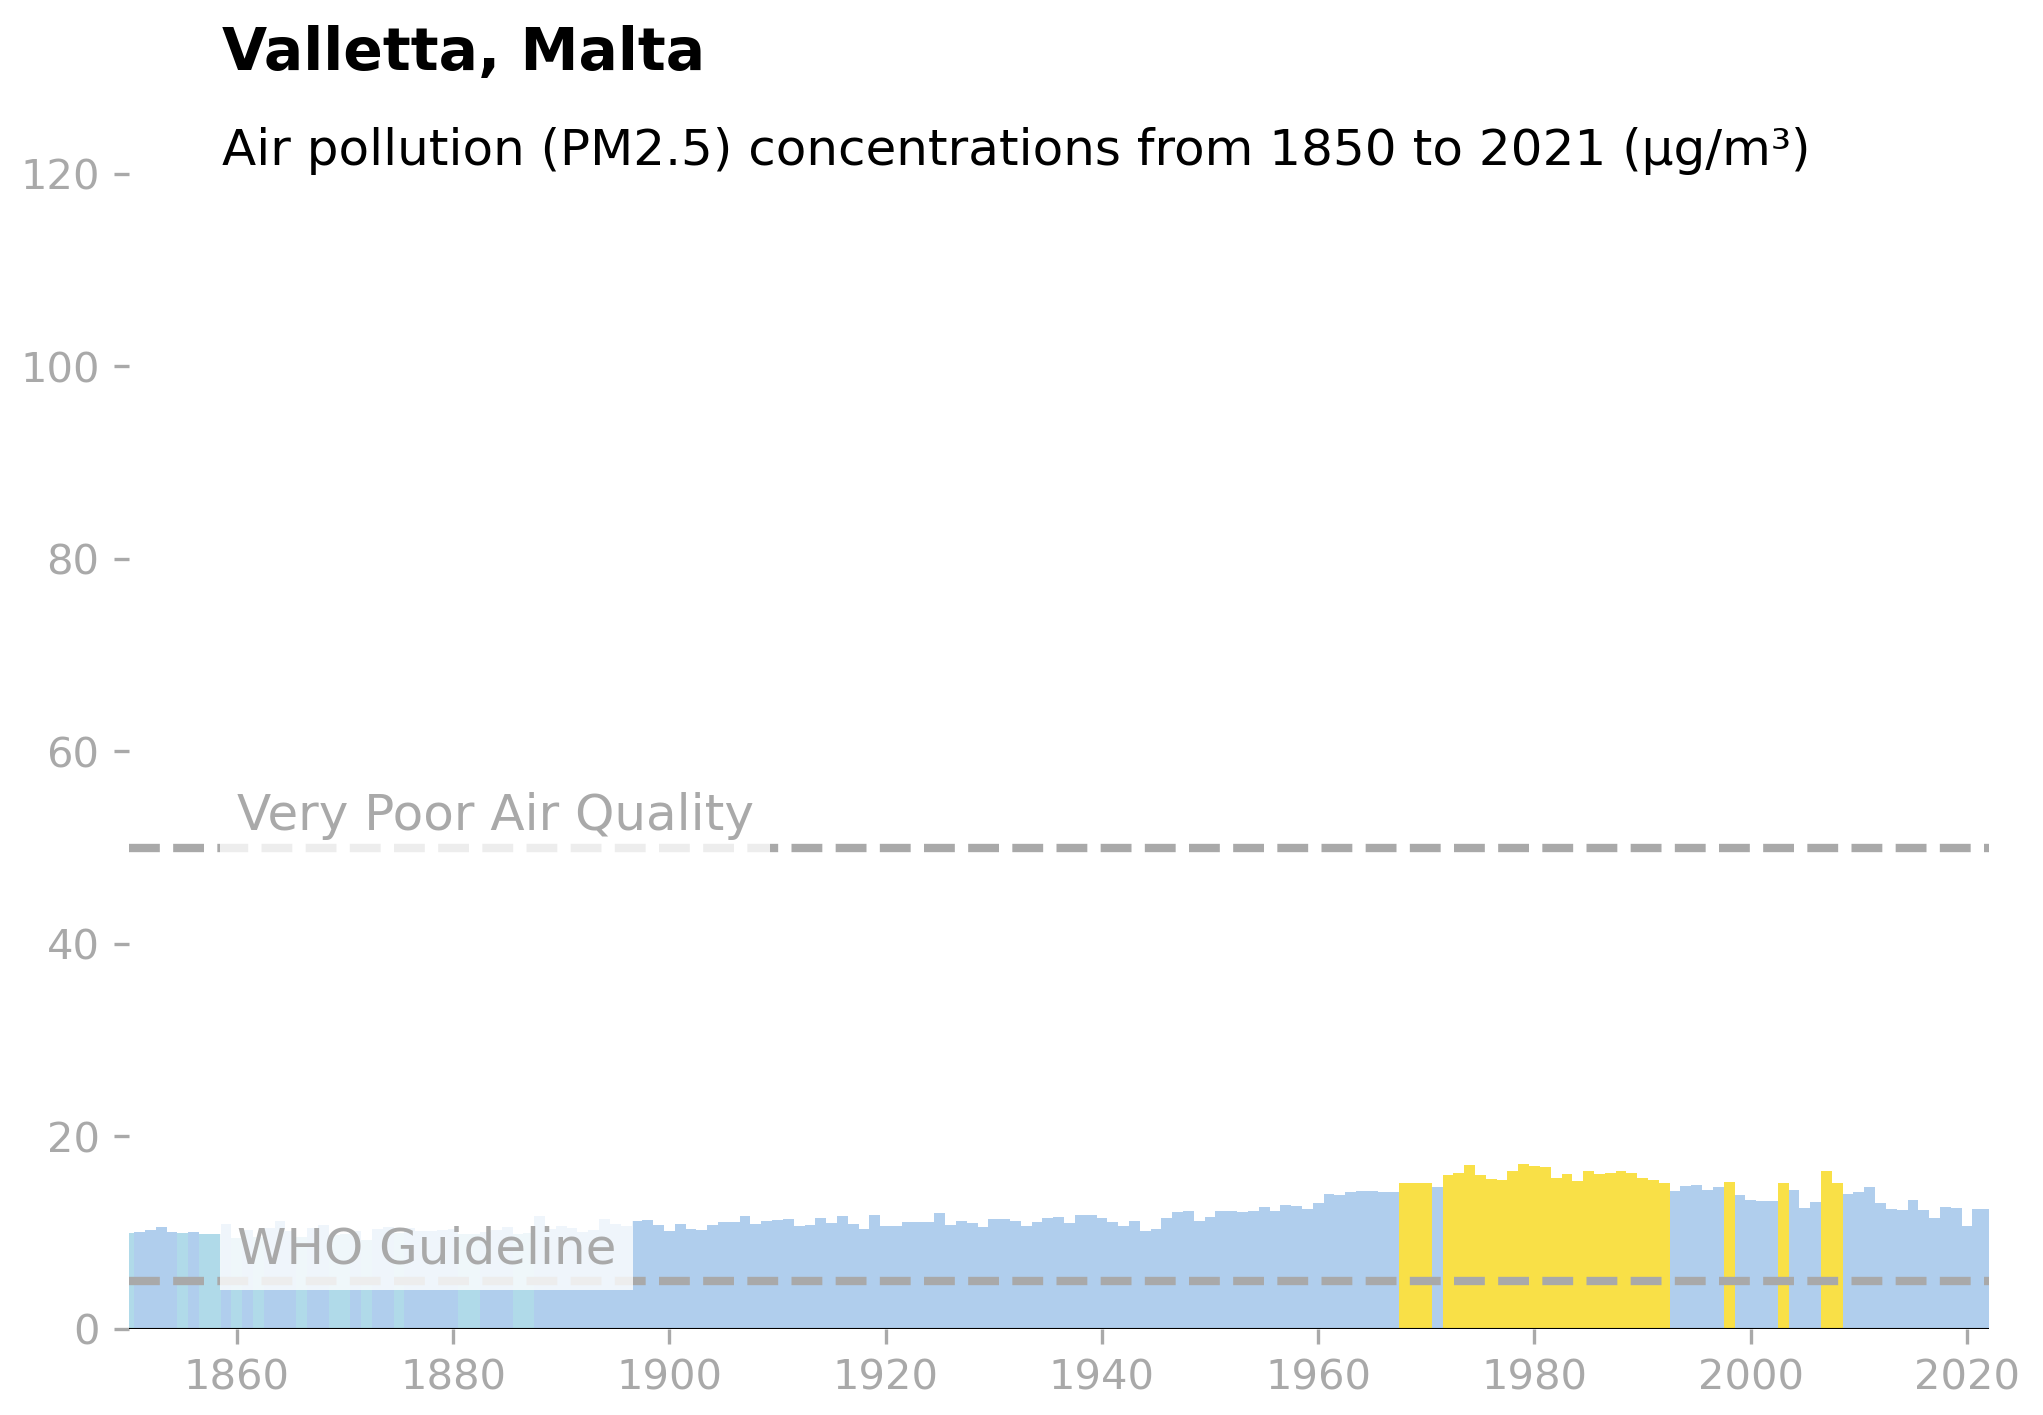 Valletta, Malta
Air pollution (PM2.5) concentrations from 1850 to 2021 (µg/m³)
120
100
80
60
Very Poor Air Quality
40
20
WHO Guideline
0
1860 1880 1900 1920 1940 1960 1980 2000 2020